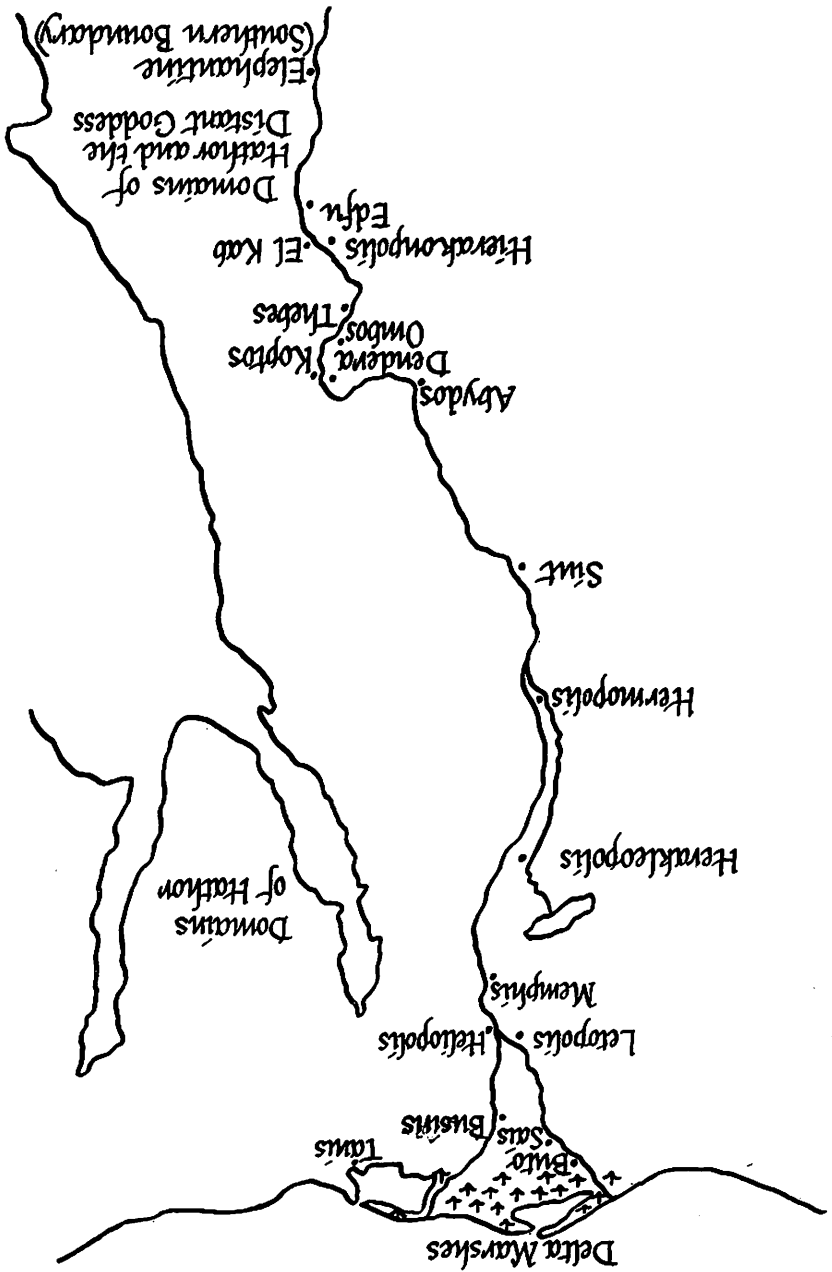 Delta Marshes
Buto
Tanis
Sais
Busiris
Letopolis
Heliopolis
Memphis
Domains
of Hathor
Herakleopolis
Hermopolis
Siut
Abydos
Dendera
Koptos
Ombos
Thebes
Hierakonpolis
El Kab
Edfu
Domains of
Hathor and the
Distant Goddess
Elephantine
(Southern Boundary)